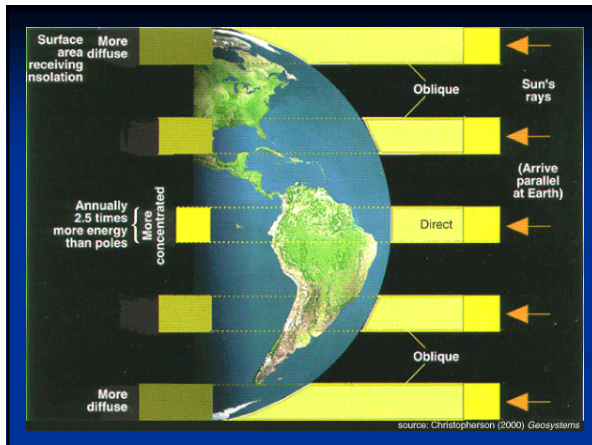 Surface
area
receiving
insolation
More
diffuse
Oblique
Sun's
rays
(Arrive
parallel
at Earth)
Annually
2.5 times
more energy
than poles
More
concentrated
Direct
Oblique
More
diffuse
source: Christopherson (2000) Geosystems